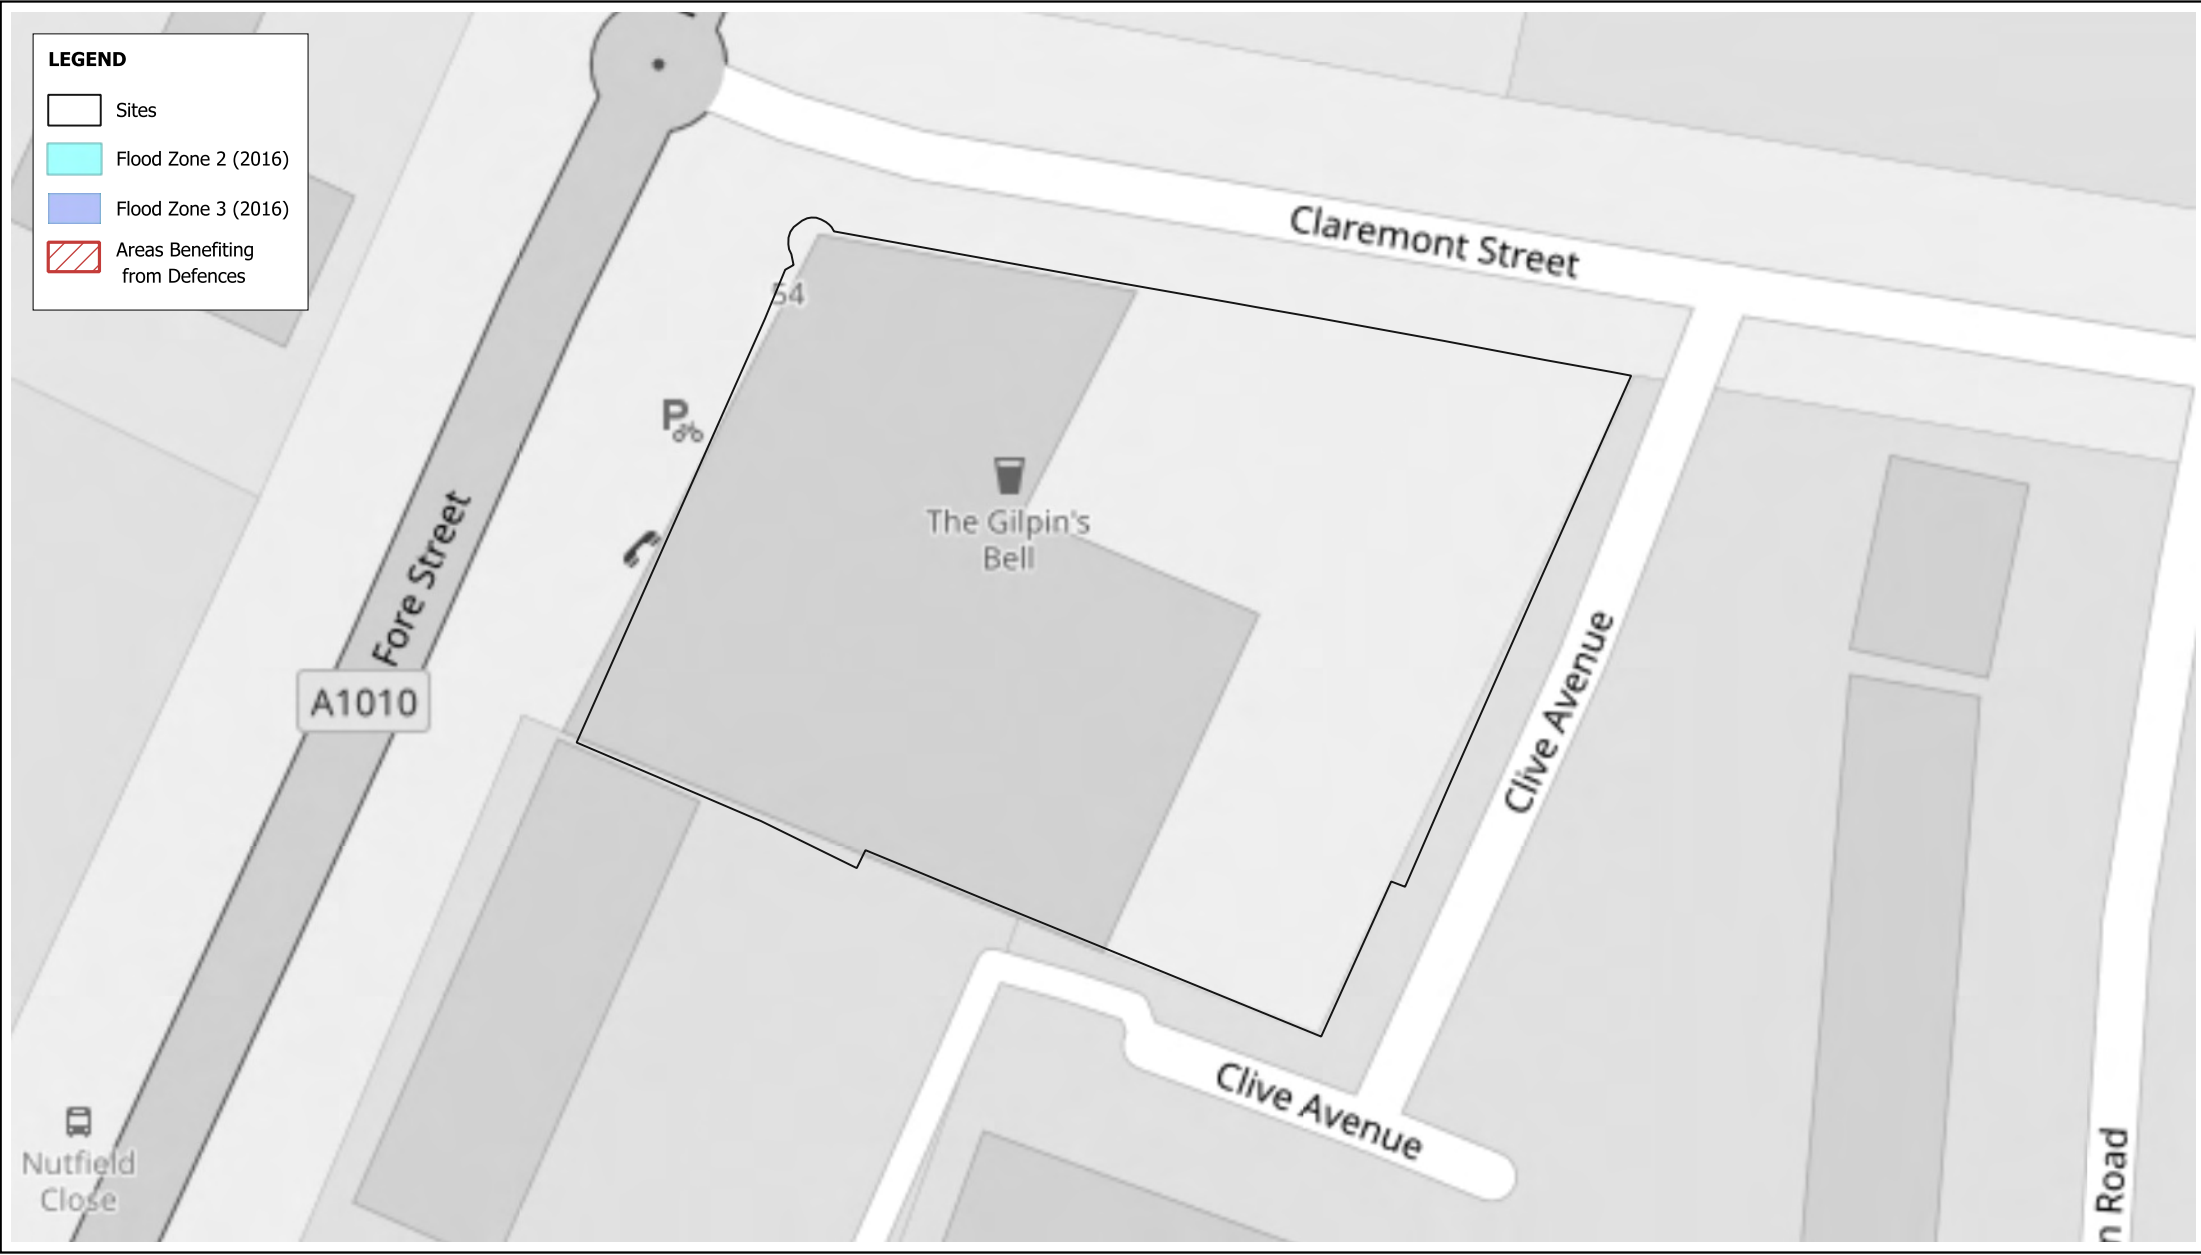 LEGEND
Sites
Flood Zone 2 (2016)
Flood Zone 3 (2016)
Areas Benefiting
from Defences
Claremont Street
54
P
The Gilpin's
Bell
Fore Street
A1010
Clive Avenue
Clive Avenue
Nutfield
Close
n Road